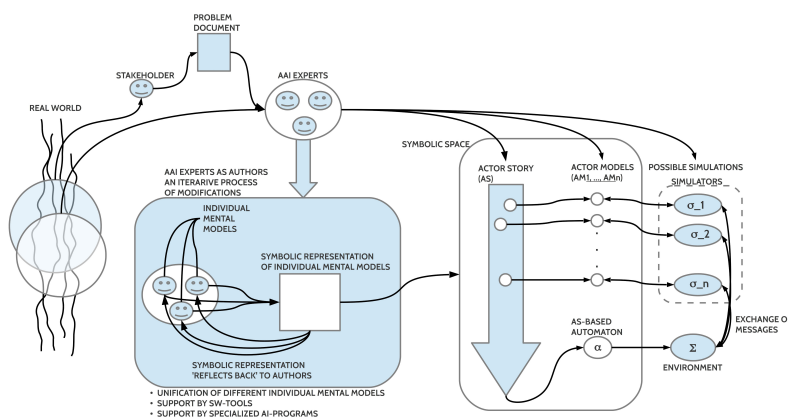 PROBLEM
DOCUMENT
STAKEHOLDER
AAI EXPERTS
REAL WORLD
SYMBOLIC SPACE
ACTOR STORY
(AS)
ACTOR MODELS
(AM1, ..., AMn)
POSSIBLE SIMULATIONS
SIMULATORS
AAI EXPERTS AS AUTHORS
AN ITERARIVE PROCESS
OF MODIFICATIONS
INDIVIDUAL
MENTAL
MODELS
σ_1
σ_2
σ_n
SYMBOLIC REPRESENTATION
OF INDIVIDUAL MENTAL MODELS
EXCHANGE O
MESSAGES
AS-BASED
AUTOMATON
α
Σ
ENVIRONMENT
SYMBOLIC REPRESENTATION
'REFLECTS BACK' TO AUTHORS
• UNIFICATION OF DIFFERENT INDIVIDUAL MENTAL MODELS
• SUPPORT BY SW-TOOLS
• SUPPORT BY SPECIALIZED AI-PROGRAMS